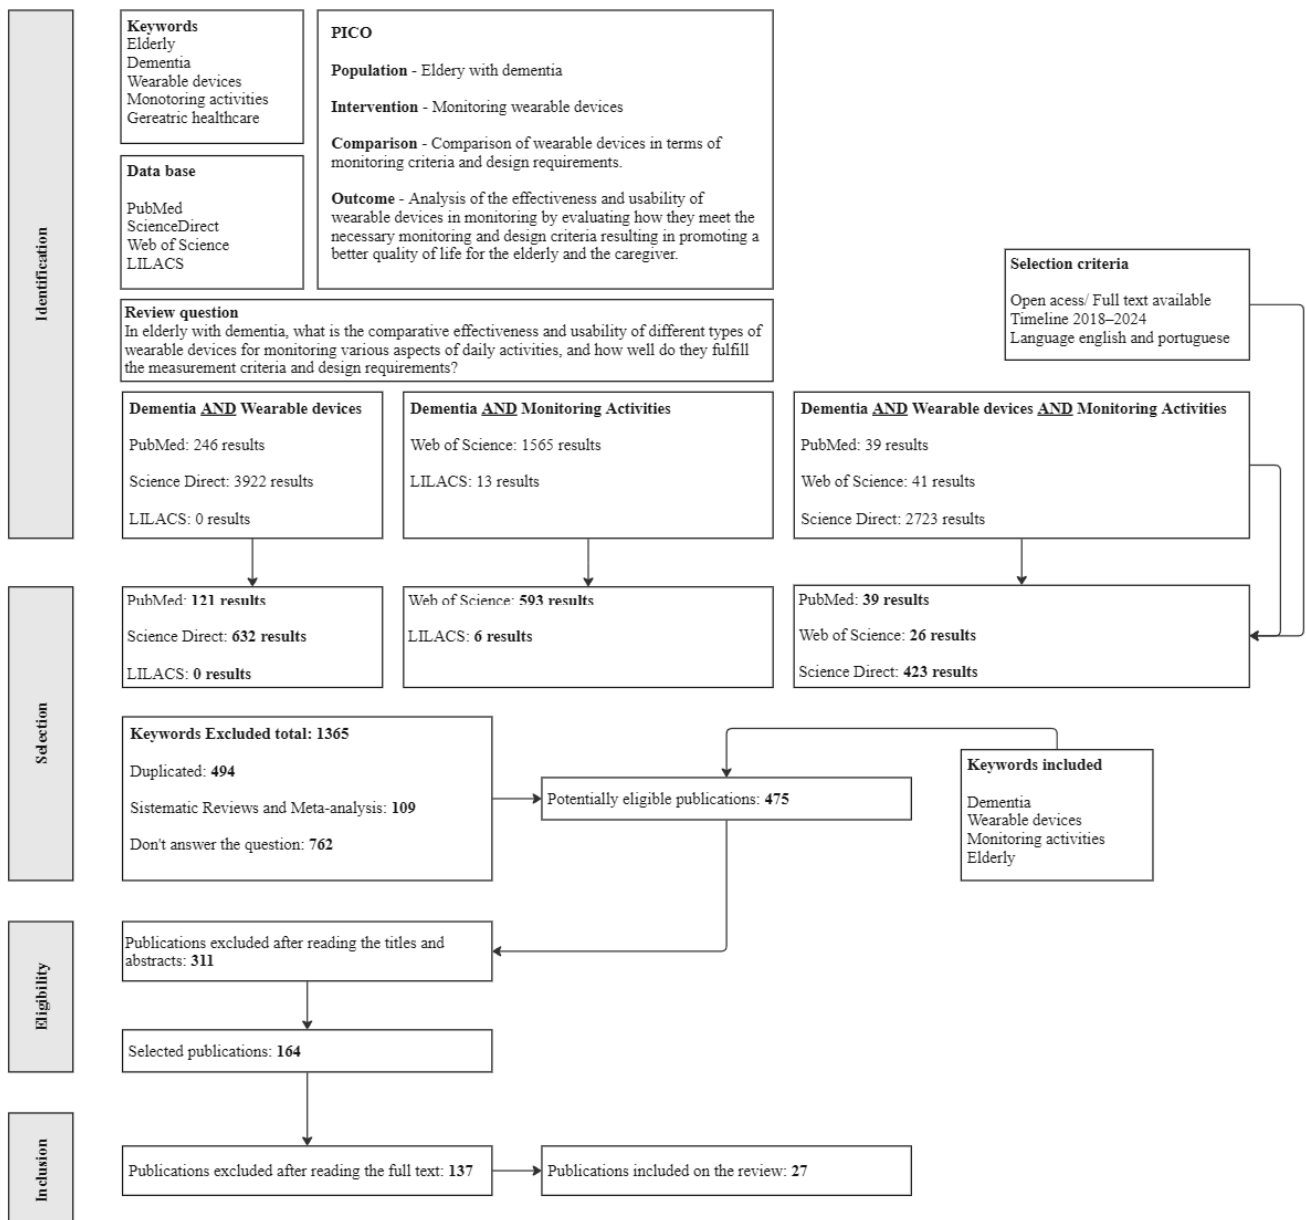 Identification
Keywords
Elderly
Dementia
Wearable devices
Monotoring activities
Gereatric healthcare
Data base
PubMed
ScienceDirect
Web of Science
LILACS
PICO
Population - Eldery with dementia
Intervention - Monitoring wearable devices
Comparison - Comparison of wearable devices in terms of
monitoring criteria and design requirements.
Outcome - Analysis of the effectiveness and usability of
wearable devices in monitoring by evaluating how they meet the
necessary monitoring and design criteria resulting in promoting a
better quality of life for the elderly and the caregiver.
Selection criteria
Open acess/ Full text available
Timeline 2018–2024
Language english and portuguese
Review question
In elderly with dementia, what is the comparative effectiveness and usability of different types of
wearable devices for monitoring various aspects of daily activities, and how well do they fulfill
the measurement criteria and design requirements?
Dementia AND Wearable devices
PubMed: 246 results
Science Direct: 3922 results
LILACS: 0 results
Dementia AND Monitoring Activities
Web of Science: 1565 results
LILACS: 13 results
Dementia AND Wearable devices AND Monitoring Activities
PubMed: 39 results
Web of Science: 41 results
Science Direct: 2723 results
Selection
PubMed: 121 results
Science Direct: 632 results
LILACS: 0 results
Web of Science: 593 results
LILACS: 6 results
PubMed: 39 results
Web of Science: 26 results
Science Direct: 423 results
Keywords Excluded total: 1365
Duplicated: 494
Sistematic Reviews and Meta-analysis: 109
Don't answer the question: 762
Potentially eligible publications: 475
Keywords included
Dementia
Wearable devices
Monitoring activities
Elderly
Eligibility
Publications excluded after reading the titles and
abstracts: 311
Selected publications: 164
Inclusion
Publications excluded after reading the full text: 137
Publications included on the review: 27